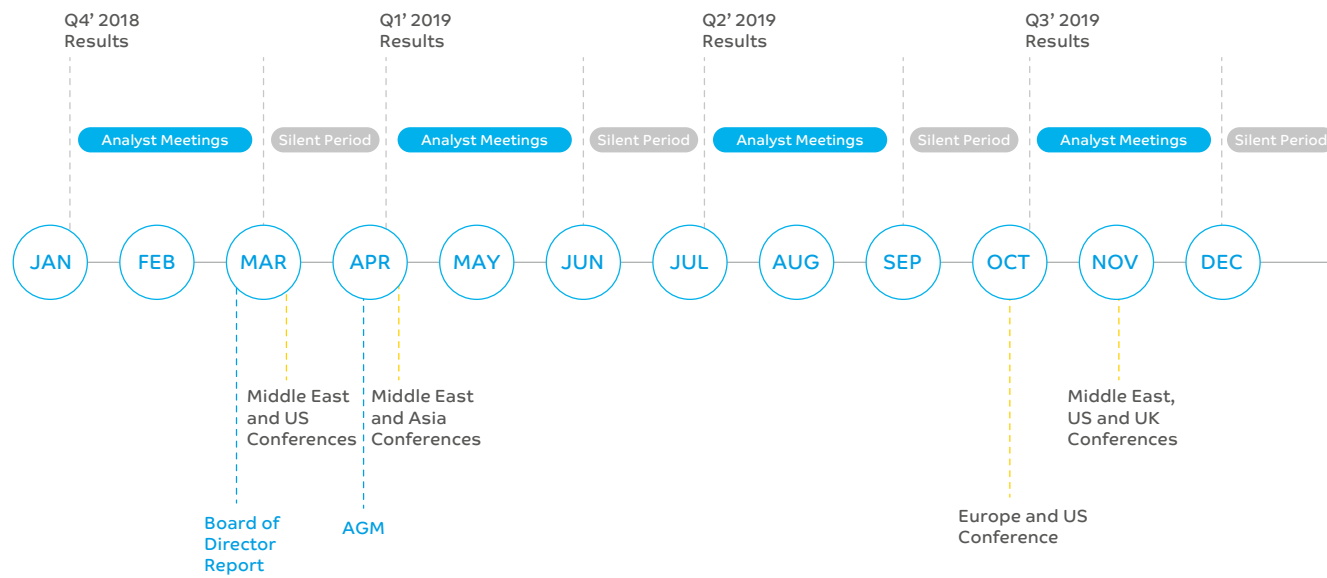 Q4’ 2018
Results
Q1’ 2019
Results
Q2’ 2019
Results
Q3’ 2019
Results
Analyst Meetings
Silent Period
Analyst Meetings
Silent Period
Analyst Meetings
Silent Period
Analyst Meetings
Silent Period
JAN
FEB
MAR
APR
MAY
JUN
JUL
AUG
SEP
OCT
NOV
DEC
Middle East
and US
Conferences
Middle East
and Asia
Conferences
Middle East,
US and UK
Conferences
Board of
Director
Report
AGM
Europe and US
Conference